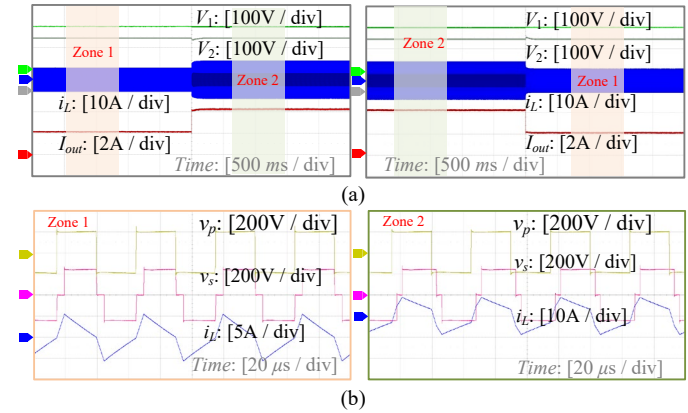 V1: [100V / div]
Zone 1
V2: [100V / div]
Zone 2
iL: [10A / div]
Iout: [2A / div]
Time: [500 ms / div]
V1: [100V / div]
Zone 2
V2: [100V / div]
Zone 1
iL: [10A / div]
Iout: [2A / div]
Time: [500 ms / div]
(a)
Zone 1
vp: [200V / div]
vs: [200V / div]
iL: [5A / div]
Time: [20 μs / div]
Zone 2
vp: [200V / div]
vs: [200V / div]
iL: [10A / div]
Time: [20 μs / div]
(b)